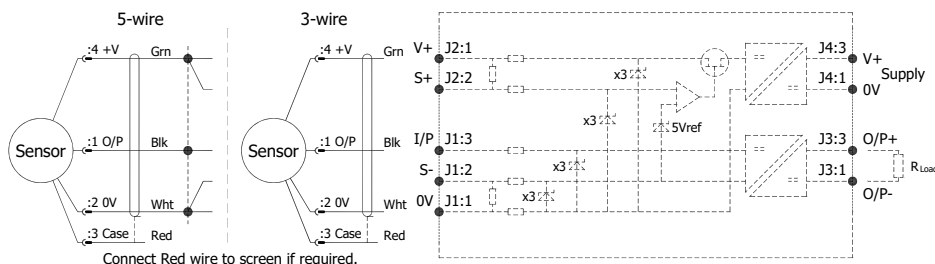 5-wire
3-wire
:4 +V
Grn
Sensor
:1 O/P
Blk
:2 0V
Wht
:3 Case
Red
:4 +V
Grn
Sensor
:1 O/P
Blk
:2 0V
Wht
:3 Case
Red
Connect Red wire to screen if required.
V+
J2:1
S+
J2:2
I/P
J1:3
S-
J1:2
0V
J1:1
x3
x3
5Vref
x3
x3
J4:3
V+
Supply
J4:1
0V
J3:3
O/P+
RLoad
J3:1
O/P-